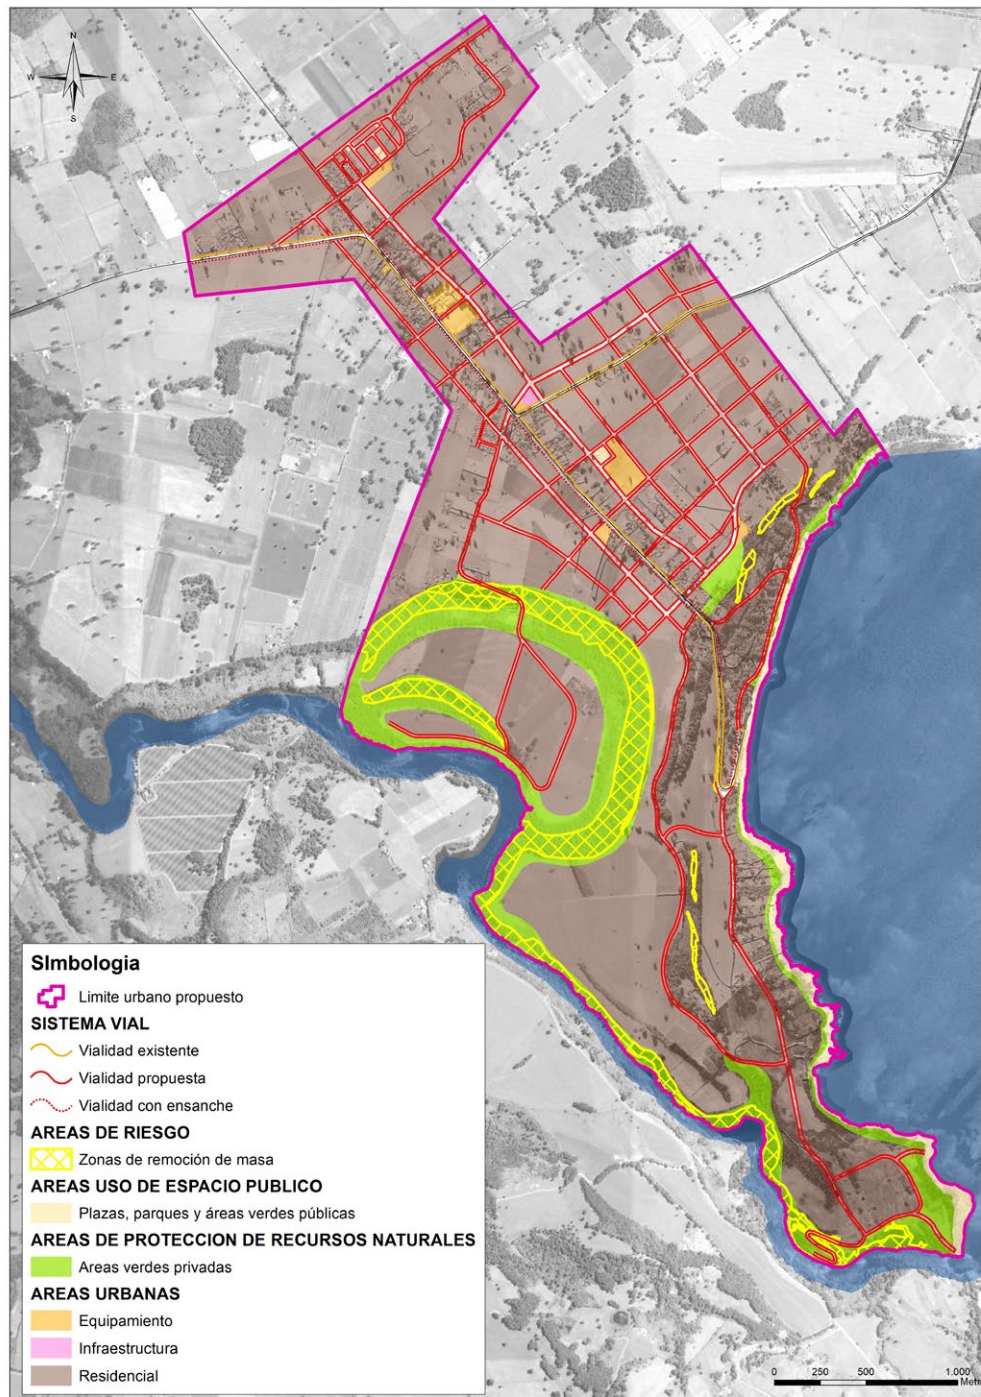 N
W E
S
SImbologia
Limite urbano propuesto
SISTEMA VIAL
Vialidad existente
Vialidad propuesta
Vialidad con ensanche
AREAS DE RIESGO
Zonas de remoción de masa
AREAS USO DE ESPACIO PUBLICO
Plazas, parques y áreas verdes públicas
AREAS DE PROTECCION DE RECURSOS NATURALES
Areas verdes privadas
AREAS URBANAS
Equipamiento
Infraestructura
Residencial
0 250 500 1.000
Metr